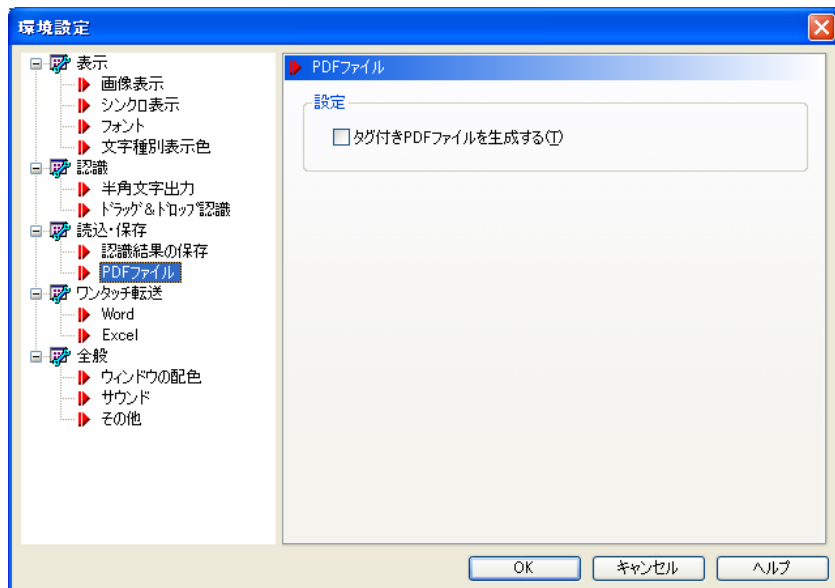 環境設定
表示
画像表示
シンクロ表示
フォント
文字種別表示色
認識
半角文字出力
ﾄﾞﾗｯｸﾞ&ﾄﾞﾛｯﾌﾟ認識
読込・保存
認識結果の保存
PDFファイル
ワンタッチ転送
Word
Excel
全般
ウィンドウの配色
サウンド
その他
PDFファイル
設定
タグ付きPDFファイルを生成する(T)
OK
キャンセル
ヘルプ